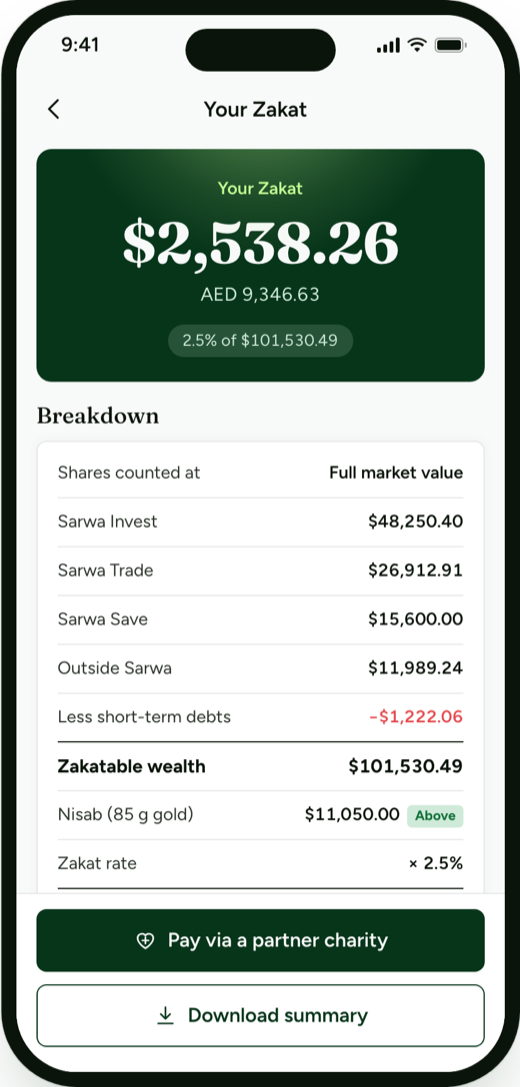 9:41
Your Zakat
Your Zakat
$2,538.26
AED 9,346.63
2.5% of $101,530.49
Breakdown
Shares counted at Full market value
Sarwa Invest $48,250.40
Sarwa Trade $26,912.91
Sarwa Save $15,600.00
Outside Sarwa $11,989.24
Less short-term debts −$1,222.06
Zakatable wealth $101,530.49
Nisab (85 g gold) $11,050.00 Above
Zakat rate × 2.5%
Pay via a partner charity
Download summary